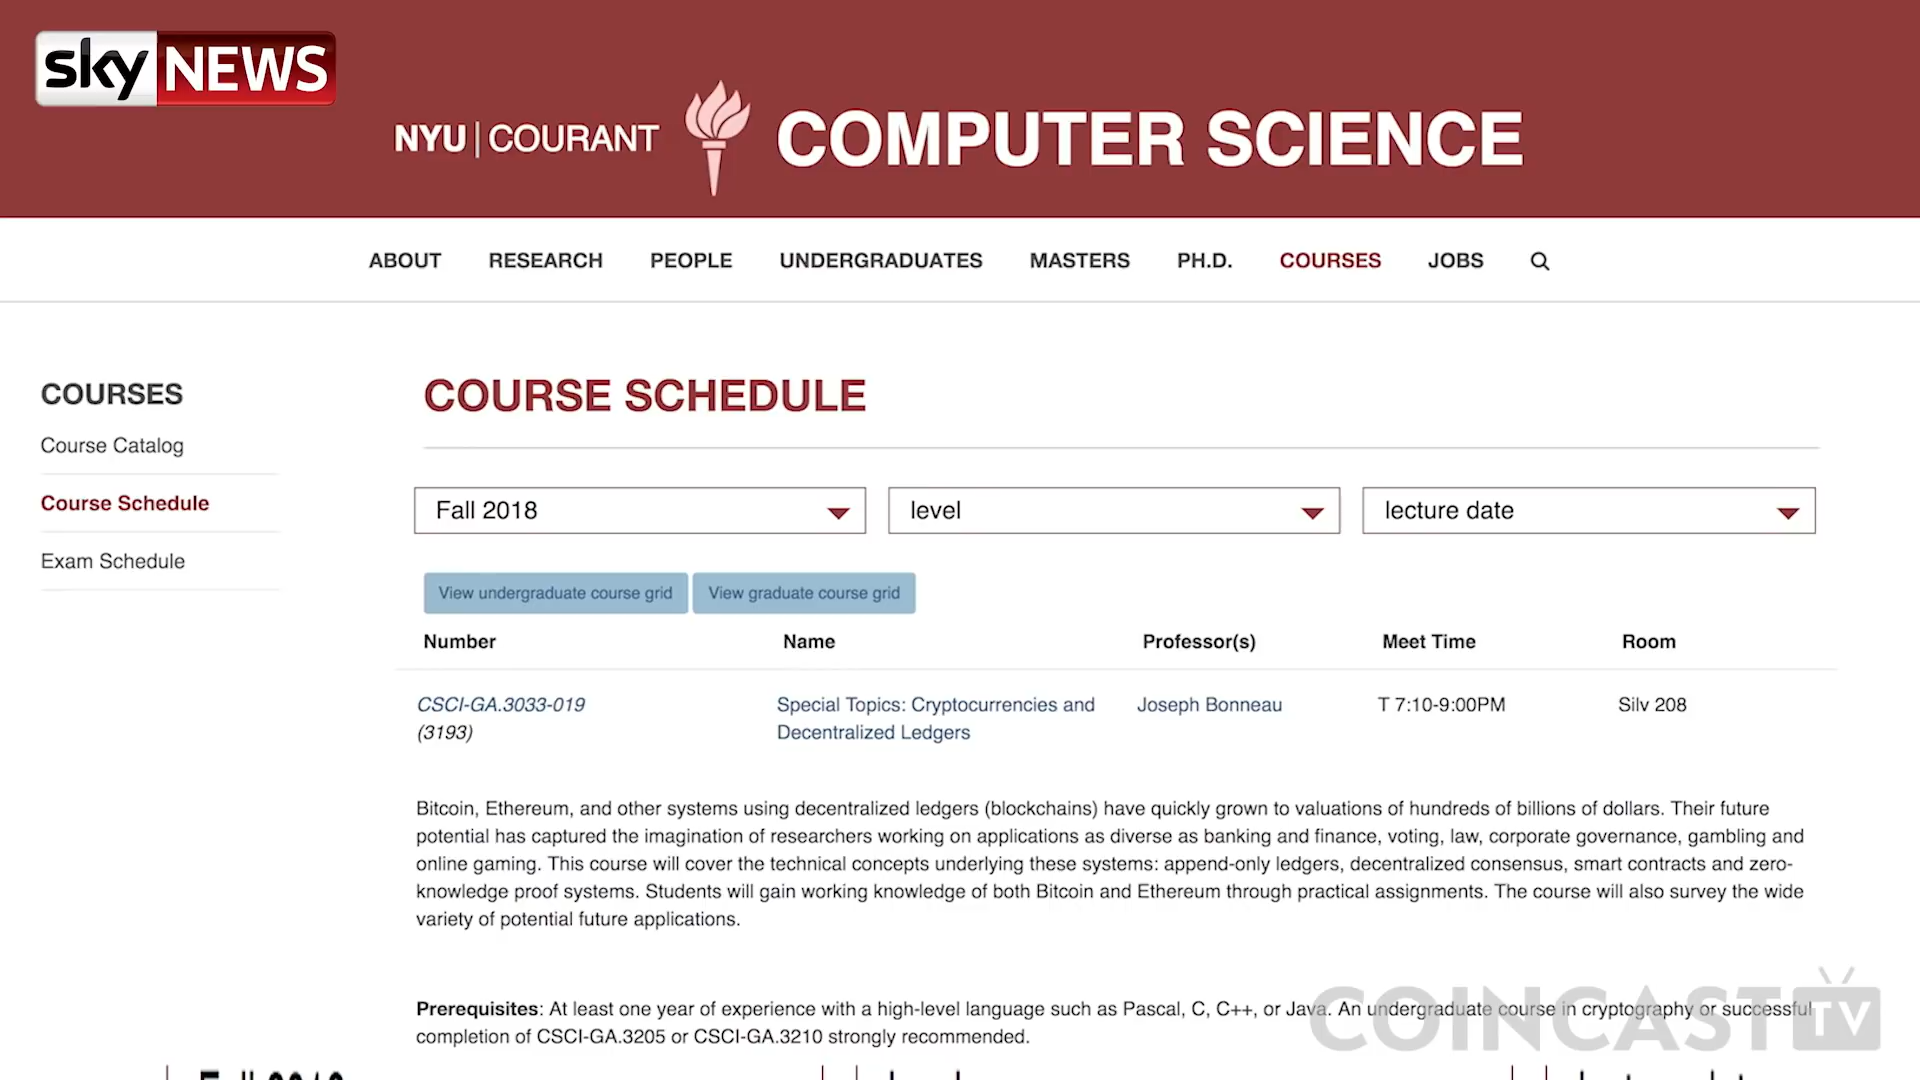 sky NEWS
NYU | COURANT COMPUTER SCIENCE
ABOUT RESEARCH PEOPLE UNDERGRADUATES MASTERS PH.D. COURSES JOBS
COURSES
Course Catalog
Course Schedule
Exam Schedule
COURSE SCHEDULE
Fall 2018 level lecture date
View undergraduate course grid View graduate course grid
Number Name Professor(s) Meet Time Room
CSCI-GA.3033-019 Special Topics: Cryptocurrencies and Joseph Bonneau T 7:10-9:00PM Silv 208
(3193) Decentralized Ledgers
Bitcoin, Ethereum, and other systems using decentralized ledgers (blockchains) have quickly grown to valuations of hundreds of billions of dollars. Their future
potential has captured the imagination of researchers working on applications as diverse as banking and finance, voting, law, corporate governance, gambling and
online gaming. This course will cover the technical concepts underlying these systems: append-only ledgers, decentralized consensus, smart contracts and zero-
knowledge proof systems. Students will gain working knowledge of both Bitcoin and Ethereum through practical assignments. The course will also survey the wide
variety of potential future applications.
Prerequisites: At least one year of experience with a high-level language such as Pascal, C, C++, or Java. An undergraduate course in cryptography or successful
completion of CSCI-GA.3205 or CSCI-GA.3210 strongly recommended.
COINCAST TV